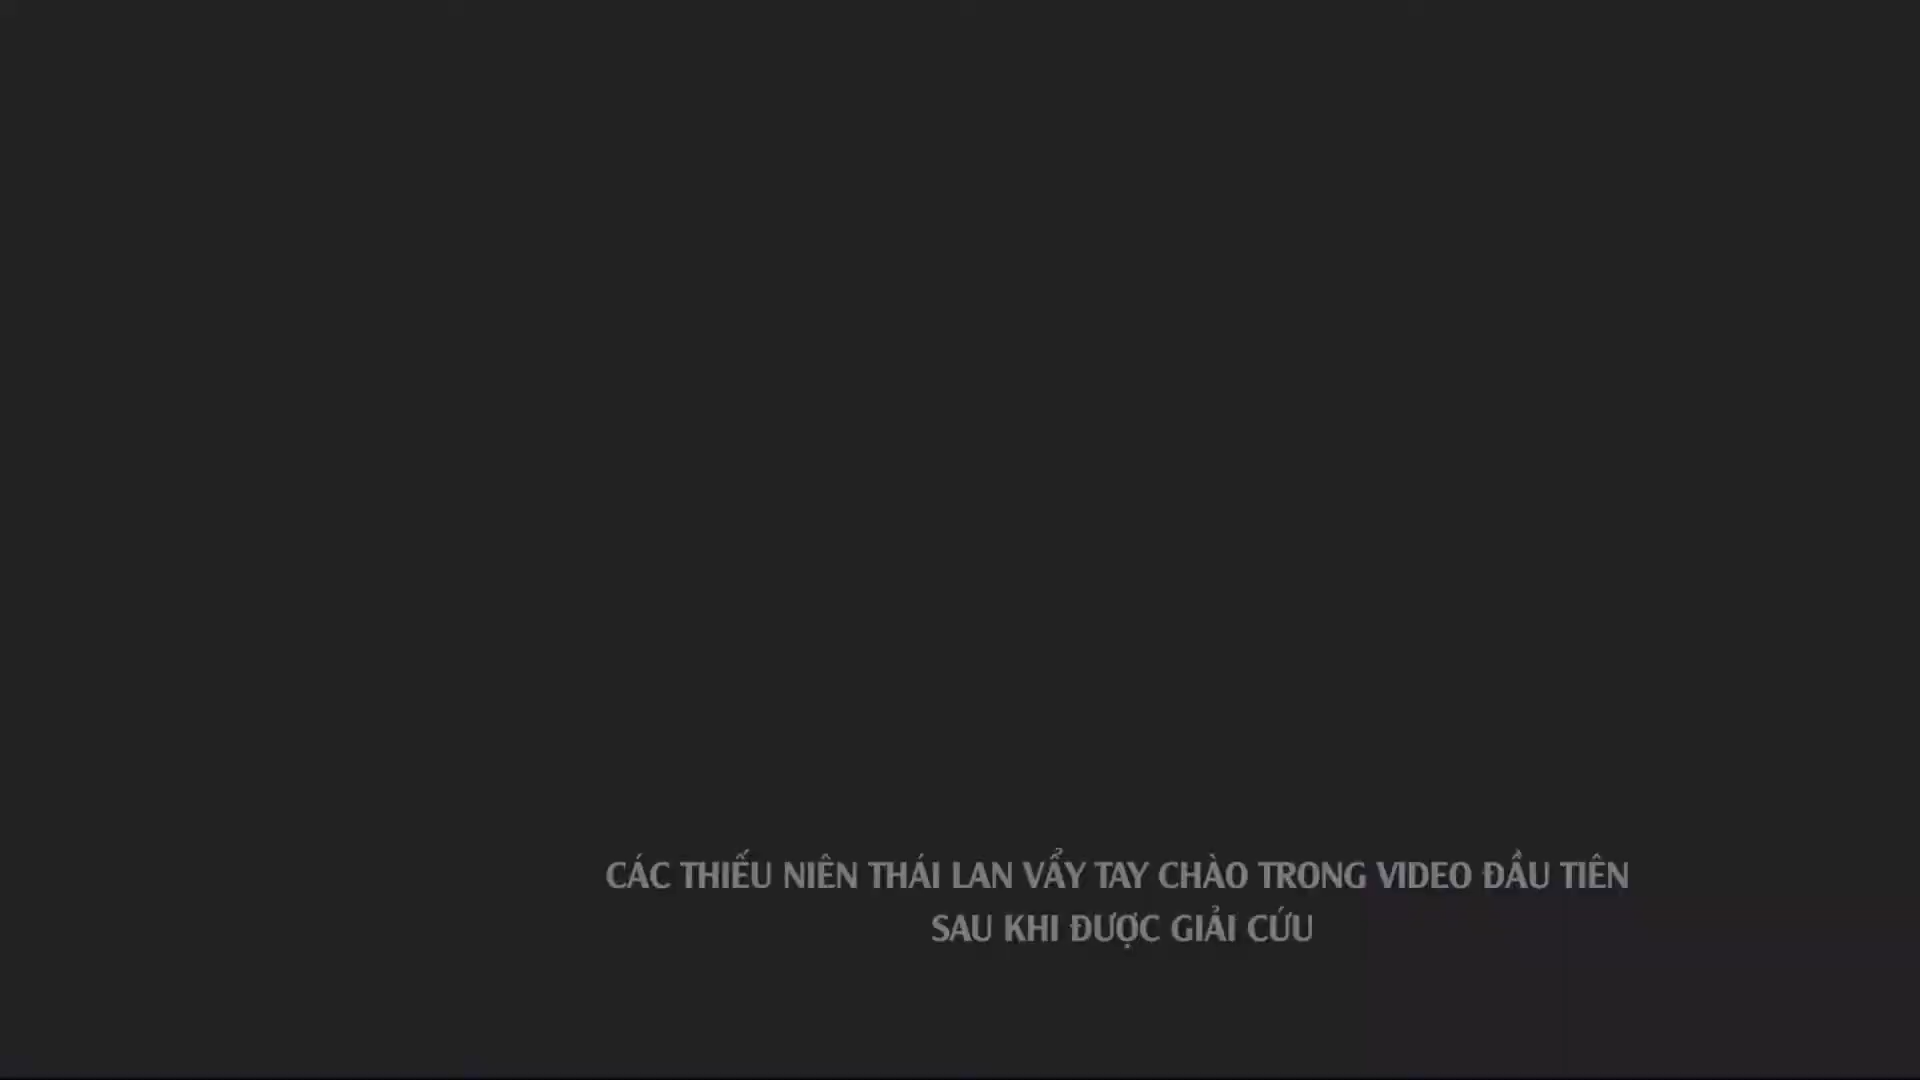 CÁC THIẾU NIÊN THÁI LAN VẨY TAY CHÀO TRONG VIDEO ĐẦU TIÊN
SAU KHI ĐƯỢC GIẢI CỨU